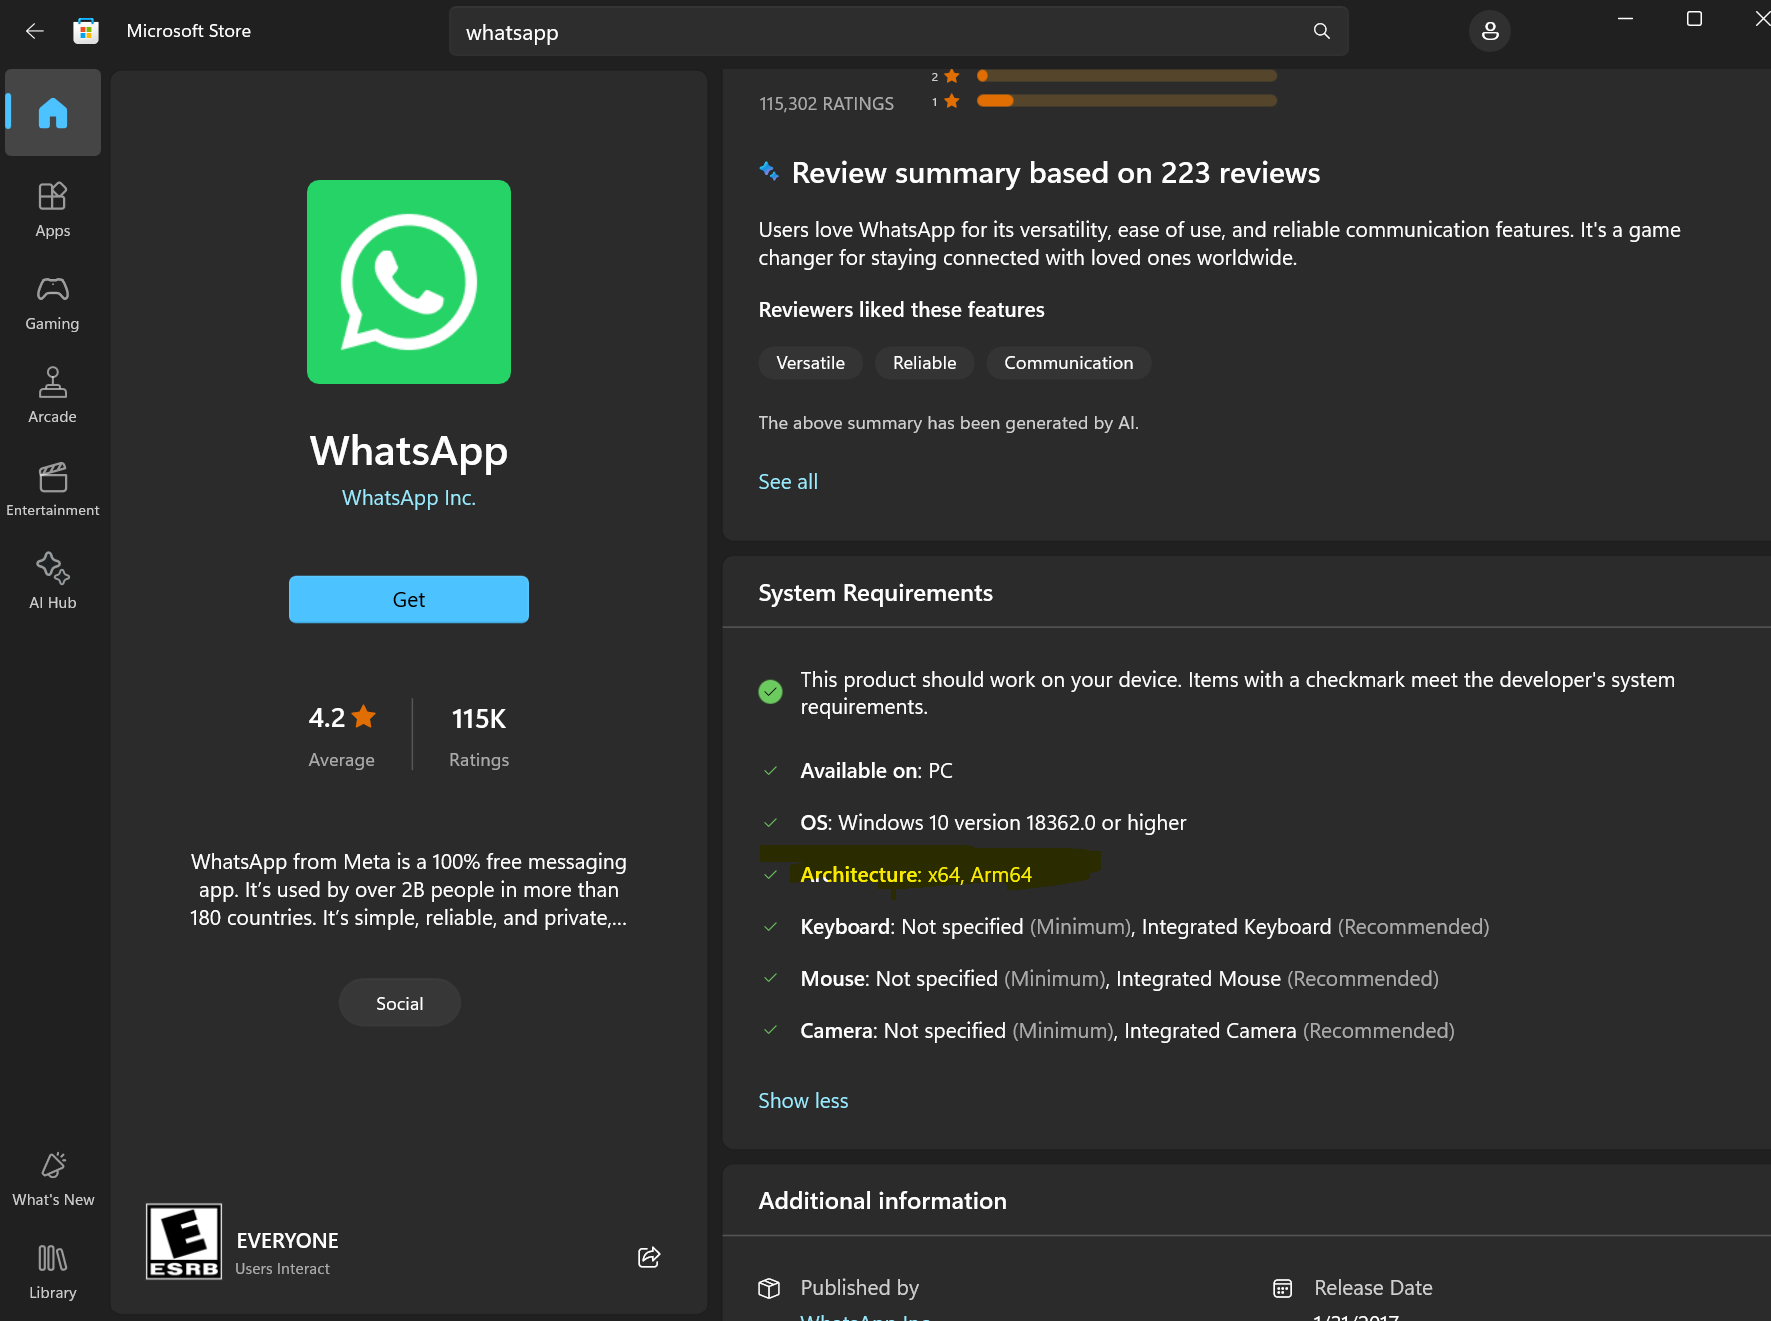 Microsoft Store
whatsapp
Apps
Gaming
Arcade
Entertainment
AI Hub
What's New
Library
WhatsApp
WhatsApp Inc.
Get
4.2
Average
115K
Ratings
WhatsApp from Meta is a 100% free messaging
app. It’s used by over 2B people in more than
180 countries. It’s simple, reliable, and private,...
Social
E
ESRB
EVERYONE
Users Interact
2
115,302 RATINGS
1
Review summary based on 223 reviews
Users love WhatsApp for its versatility, ease of use, and reliable communication features. It's a game
changer for staying connected with loved ones worldwide.
Reviewers liked these features
Versatile
Reliable
Communication
The above summary has been generated by AI.
See all
System Requirements
This product should work on your device. Items with a checkmark meet the developer's system
requirements.
Available on: PC
OS: Windows 10 version 18362.0 or higher
Architecture: x64, Arm64
Keyboard: Not specified (Minimum), Integrated Keyboard (Recommended)
Mouse: Not specified (Minimum), Integrated Mouse (Recommended)
Camera: Not specified (Minimum), Integrated Camera (Recommended)
Show less
Additional information
Published by
WhatsApp Inc.
Release Date
1/21/2017